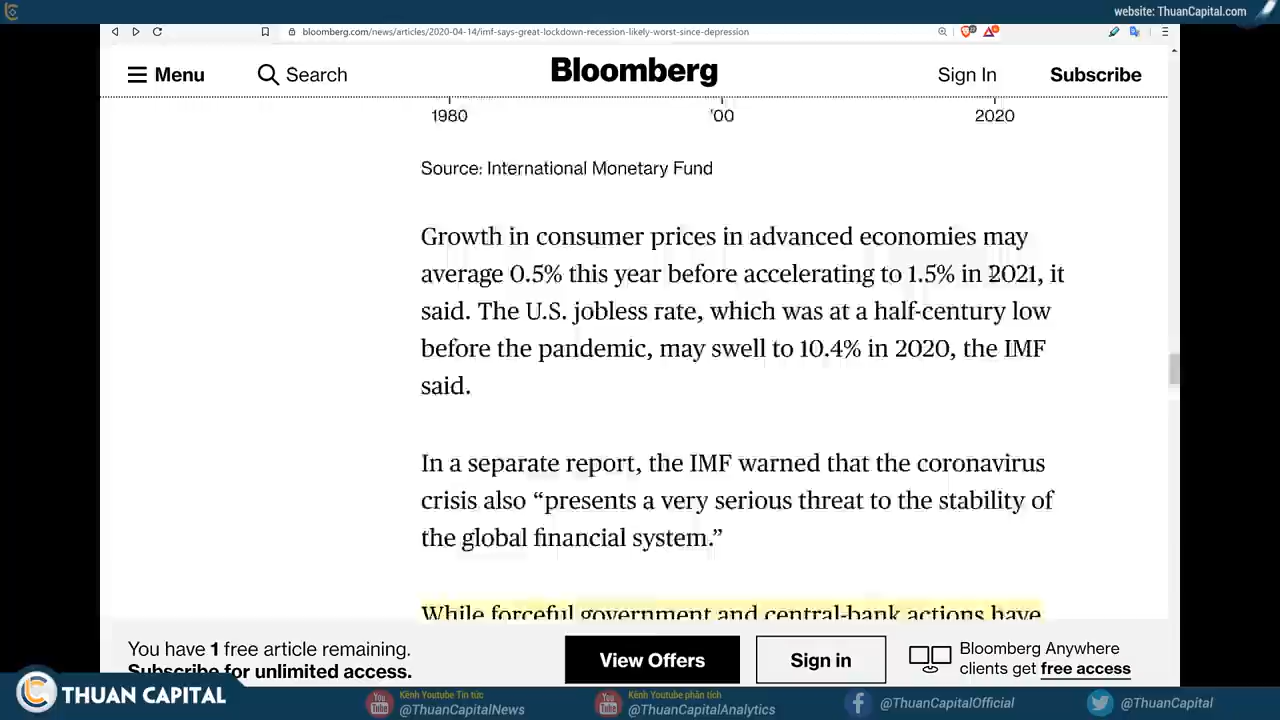 website: ThuanCapital.com
bloomberg.com/news/articles/2020-04-14/imf-says-great-lockdown-recession-likely-worst-since-depression
Menu
Search
Bloomberg
Sign In
Subscribe
1980
'00
2020
Source: International Monetary Fund
Growth in consumer prices in advanced economies may
average 0.5% this year before accelerating to 1.5% in 2021, it
said. The U.S. jobless rate, which was at a half-century low
before the pandemic, may swell to 10.4% in 2020, the IMF
said.
In a separate report, the IMF warned that the coronavirus
crisis also “presents a very serious threat to the stability of
the global financial system.”
While forceful government and central-bank actions have
You have 1 free article remaining.
Subscribe for unlimited access.
View Offers
Sign in
Bloomberg Anywhere
clients get free access
THUAN CAPITAL
You Tube
Kênh Youtube Tin tức
@ThuanCapitalNews
You Tube
Kênh Youtube phân tích
@ThuanCapitalAnalytics
@ThuanCapitalOfficial
@ThuanCapital